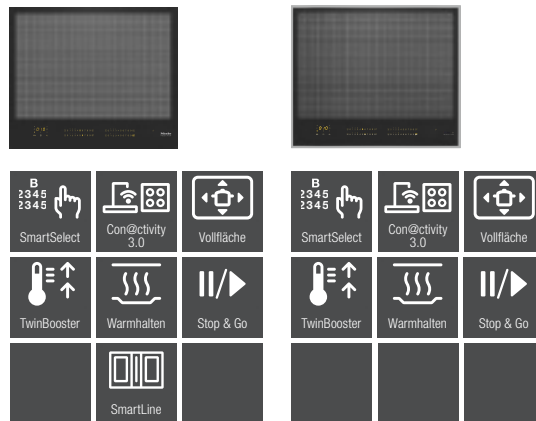 B
2345
2345
SmartSelect
Con@ctivity
3.0
Vollfläche
TwinBooster
Warmhalten
Stop & Go
SmartLine
B
2345
2345
SmartSelect
Con@ctivity
3.0
Vollfläche
TwinBooster
Warmhalten
Stop & Go